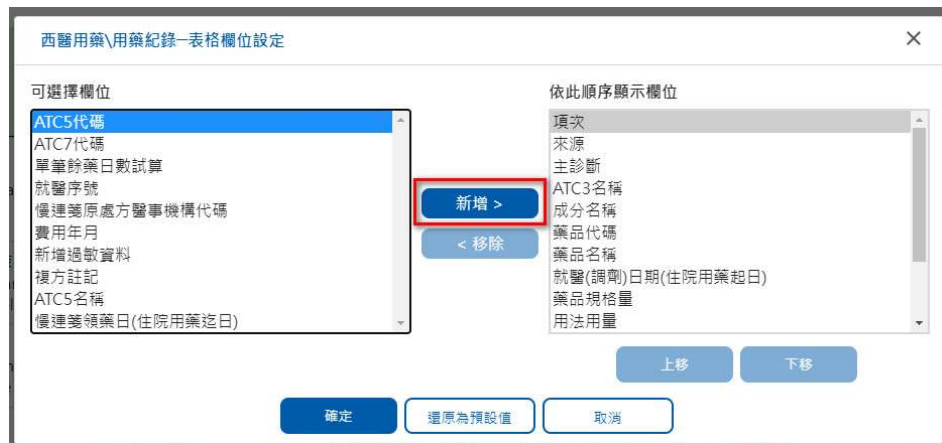 西醫用藥\用藥紀錄─表格欄位設定
可選擇欄位
ATC5代碼
ATC7代碼
單筆餘藥日數試算
就醫序號
慢連箋原處方醫事機構代碼
費用年月
新增過敏資料
複方註記
ATC5名稱
慢連箋領藥日(住院用藥迄日)
新增 >
< 移除
依此順序顯示欄位
項次
來源
主診斷
ATC3名稱
成分名稱
藥品代碼
藥品名稱
就醫(調劑)日期(住院用藥起日)
藥品規格量
用法用量
上移
下移
確定
還原為預設值
取消